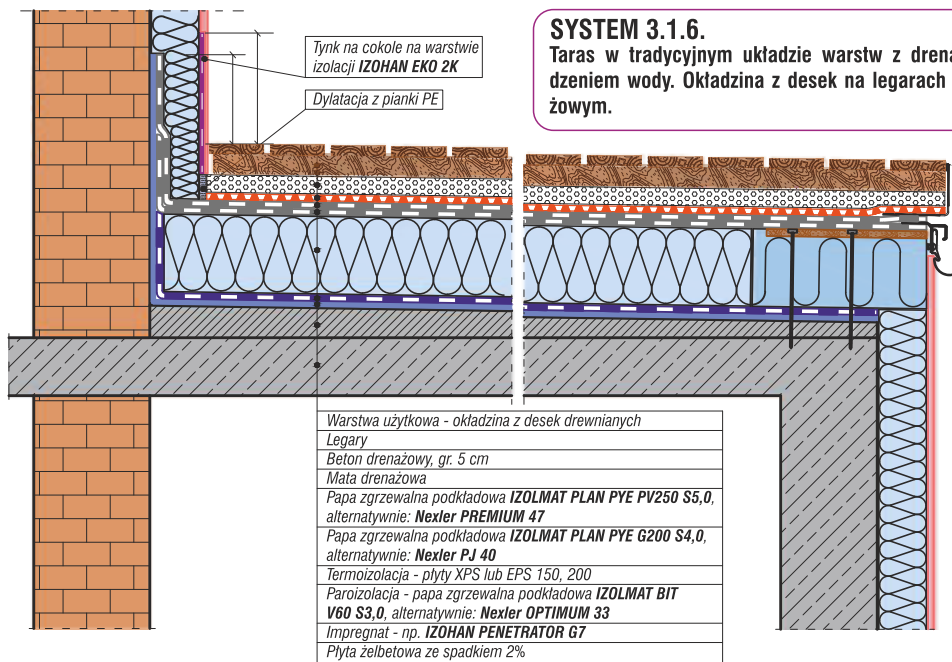 SYSTEM 3.1.6.
Taras w tradycyjnym układzie warstw z drena
dzeniem wody. Okładzina z desek na legarach
żowym.
Tynk na cokole na warstwie
izolacji IZOHAN EKO 2K
Dylatacja z pianki PE
Warstwa użytkowa - okładzina z desek drewnianych
Legary
Beton drenażowy, gr. 5 cm
Mata drenażowa
Papa zgrzewalna podkładowa IZOLMAT PLAN PYE PV250 S5,0,
alternatywnie: Nexler PREMIUM 47
Papa zgrzewalna podkładowa IZOLMAT PLAN PYE G200 S4,0,
alternatywnie: Nexler PJ 40
Termoizolacja - płyty XPS lub EPS 150, 200
Paroizolacja - papa zgrzewalna podkładowa IZOLMAT BIT
V60 S3,0, alternatywnie: Nexler OPTIMUM 33
Impregnat - np. IZOHAN PENETRATOR G7
Płyta żelbetowa ze spadkiem 2%